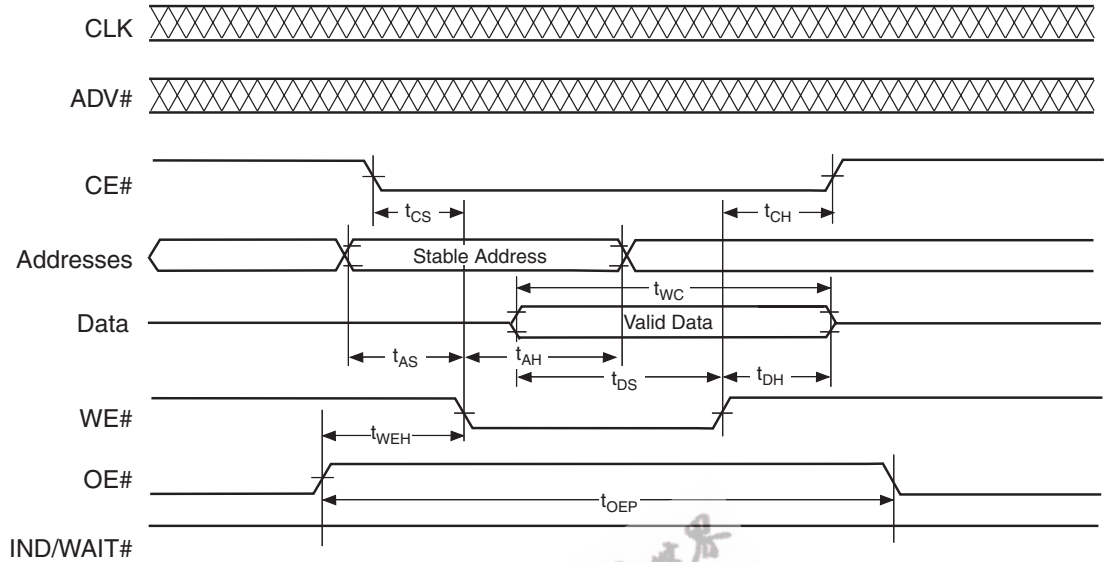 CLK
ADV#
CE#
tCS
tCH
Addresses
Stable Address
tWC
Data
Valid Data
tAS
tAH
tDS
tDH
WE#
tWEH
OE#
tOEP
IND/WAIT#